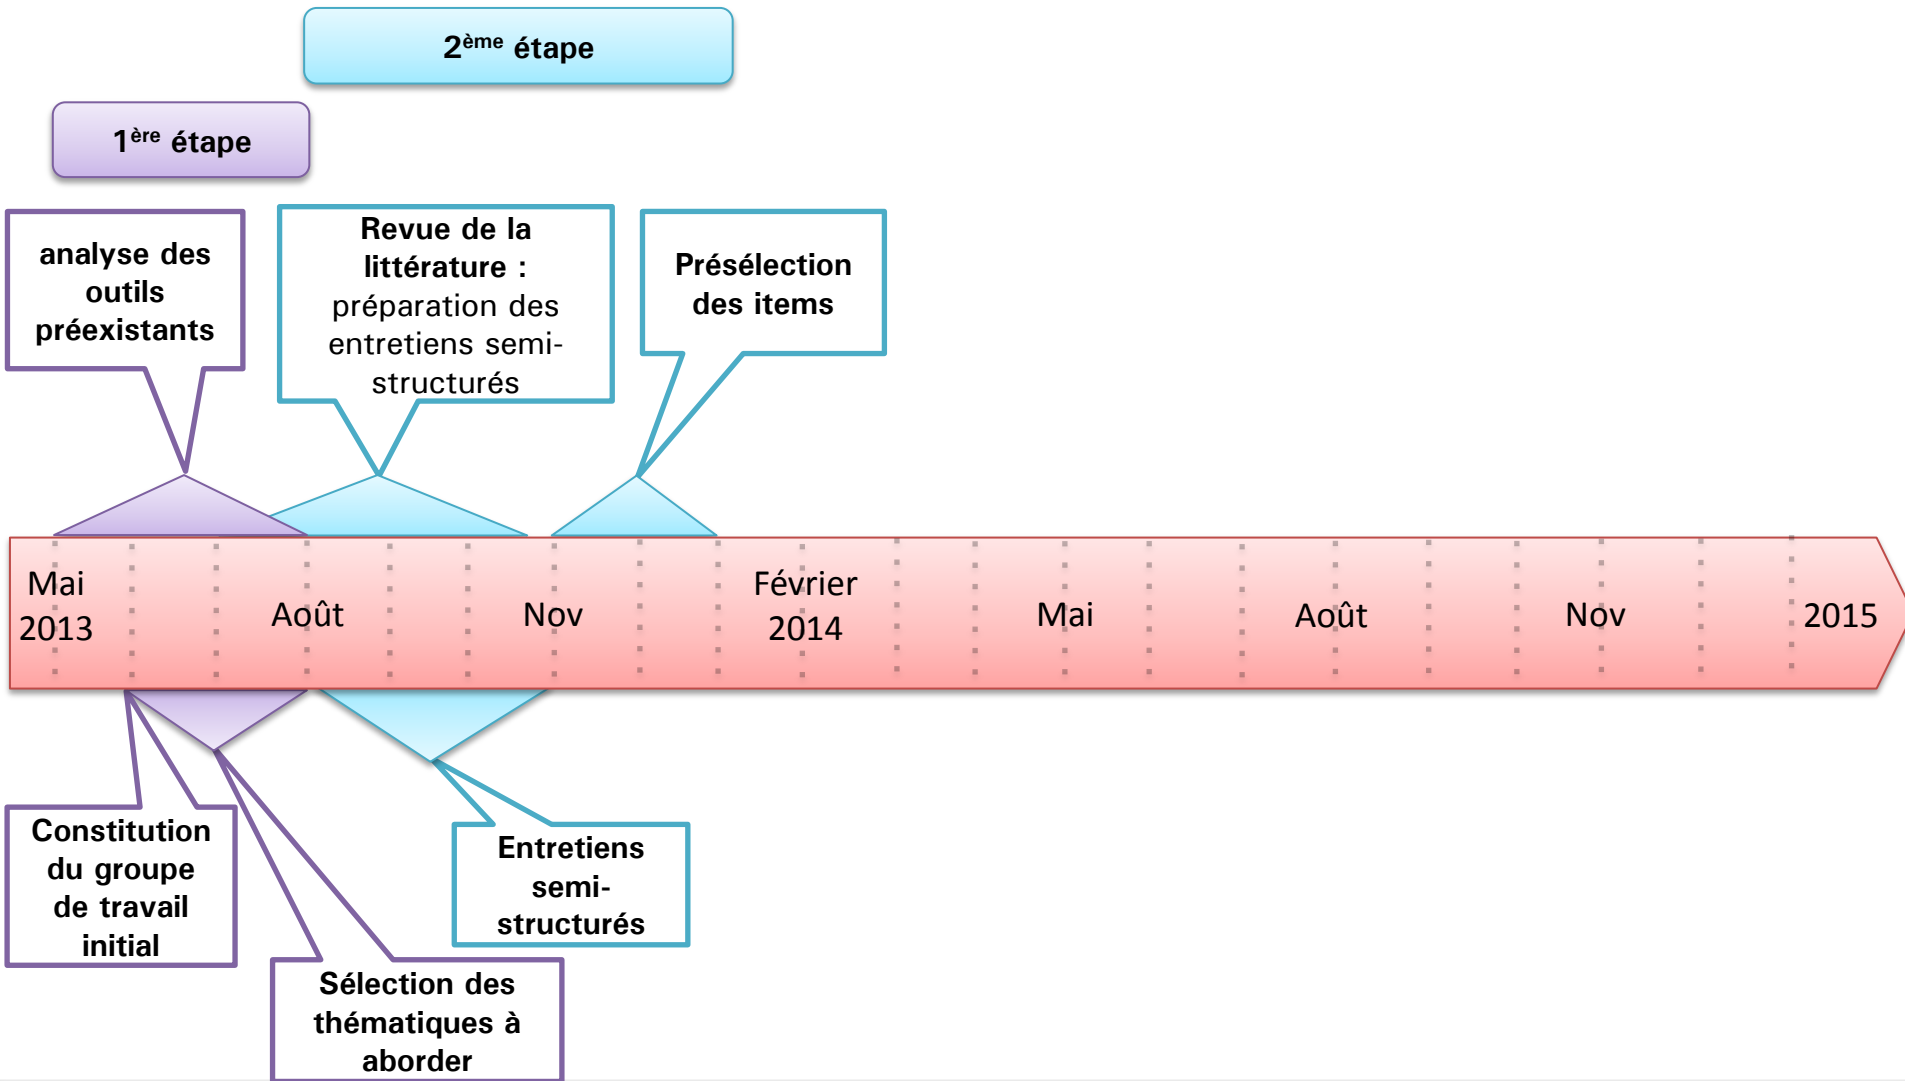 2ème étape
1ère étape
analyse des
outils
préexistants
Revue de la
littérature :
préparation des
entretiens semi-
structurés
Présélection
des items
Mai
2013
Août
Nov
Février
2014
Mai
Août
Nov
2015
Constitution
du groupe
de travail
initial
Entretiens
semi-
structurés
Sélection des
thématiques à
aborder